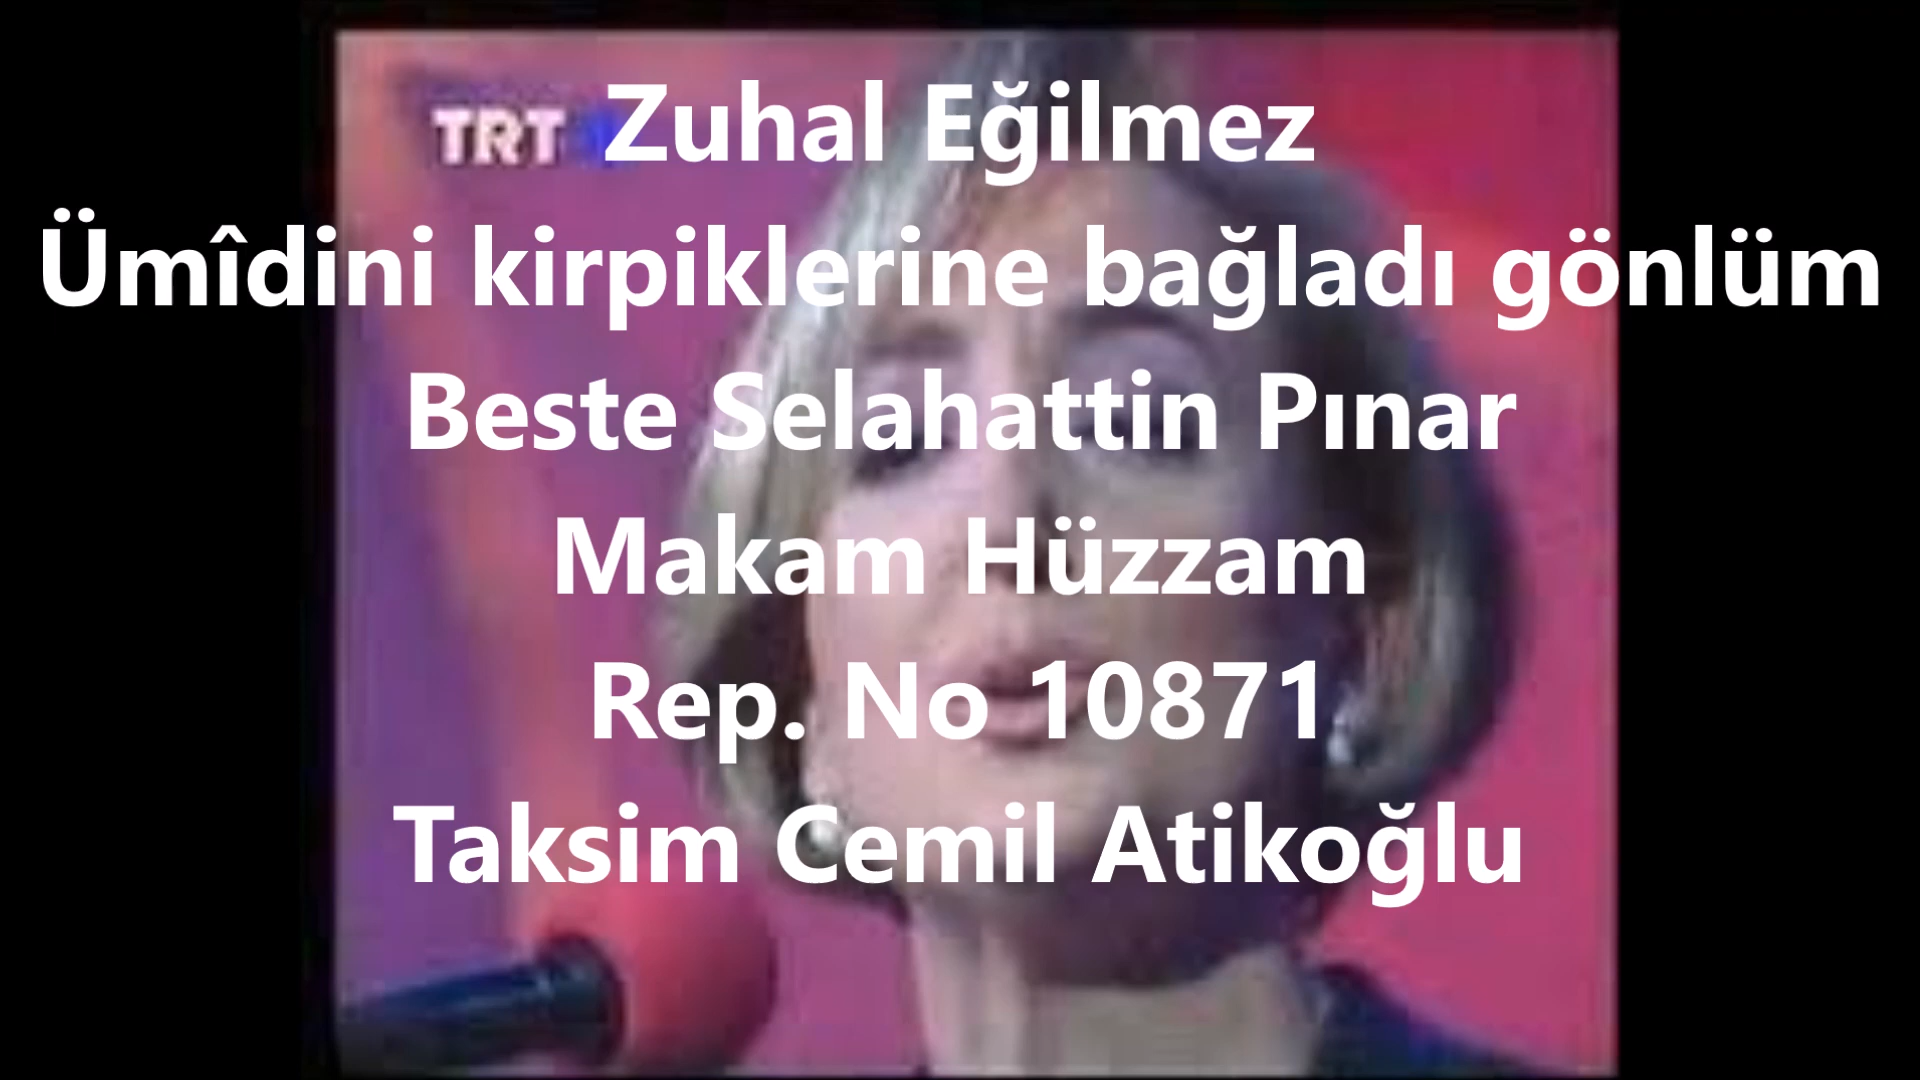 TRT Zuhal Eğilmez
Ümîdini kirpiklerine bağladı gönlüm
Beste Selahattin Pınar
Makam Hüzzam
Rep. No 10871
Taksim Cemil Atikoğlu